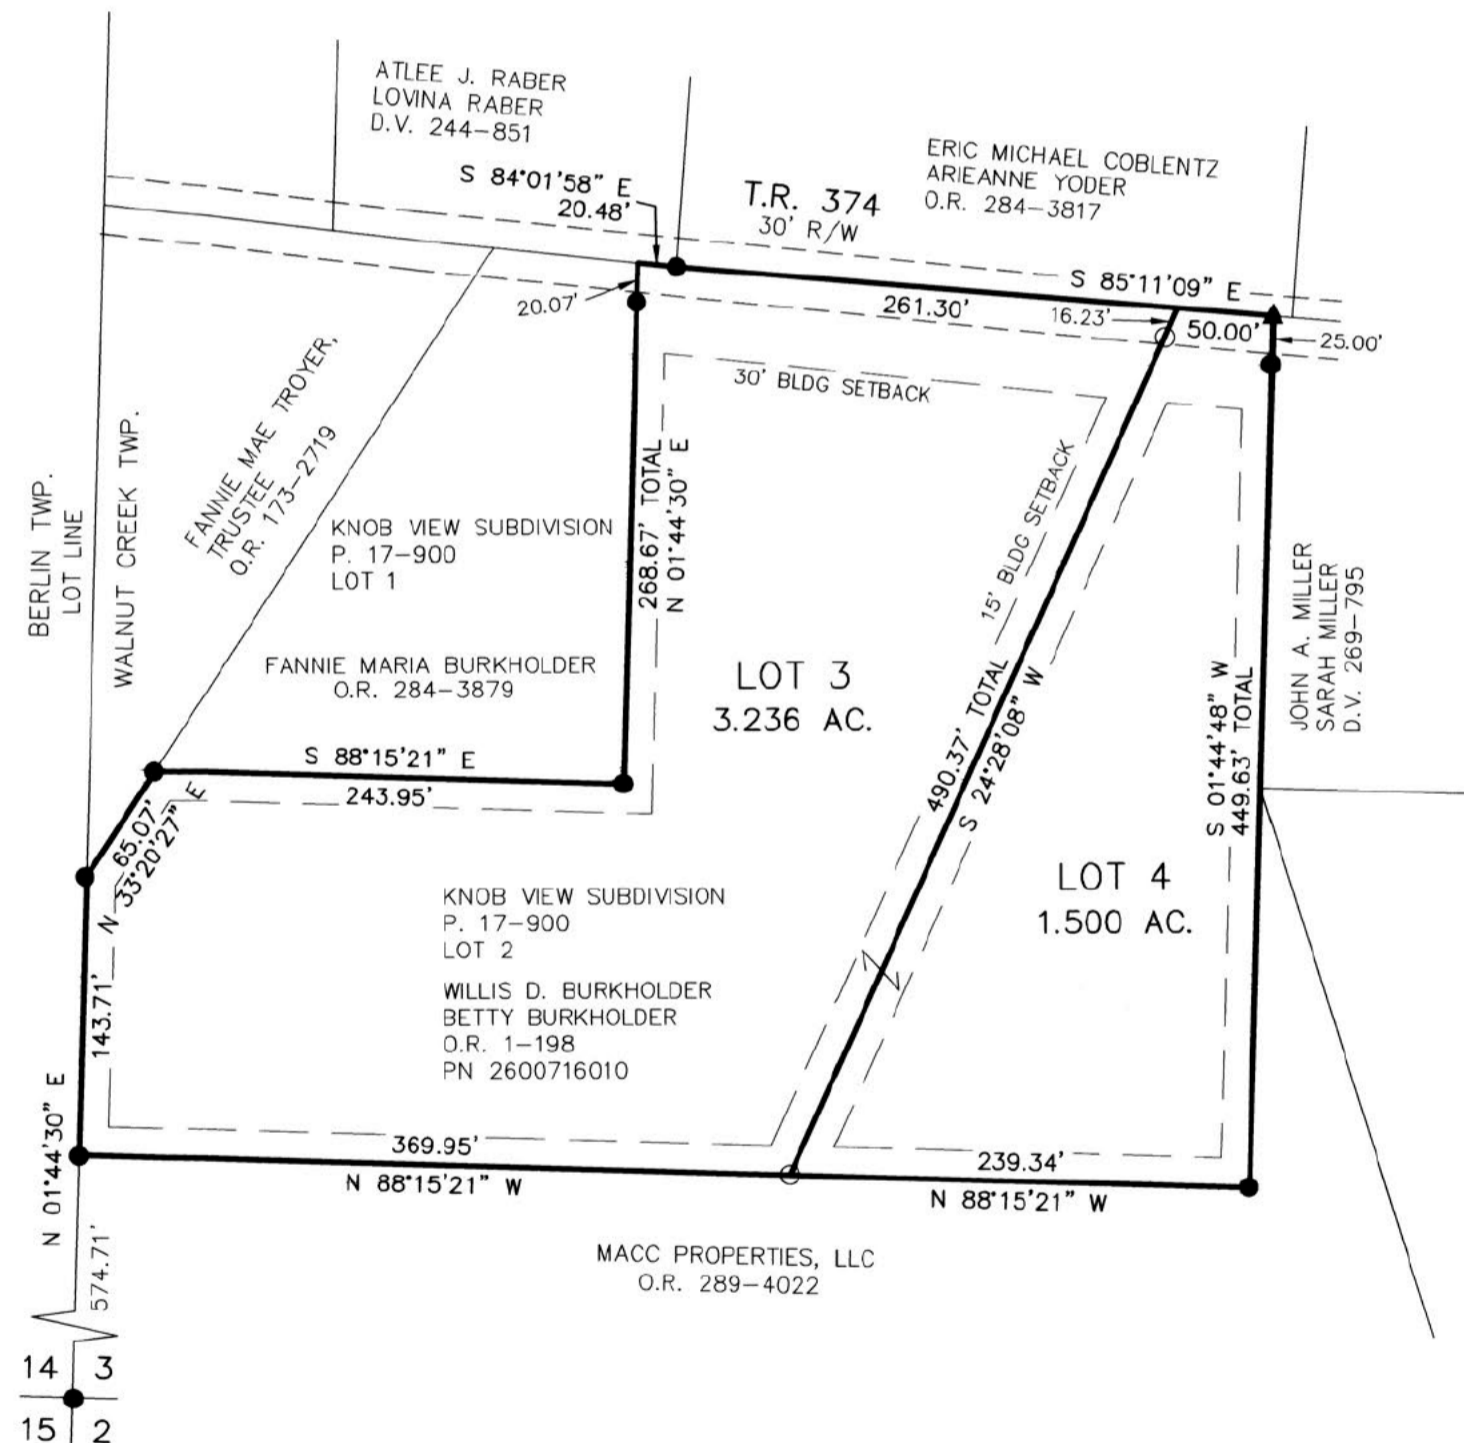 ATLEE J. RABER
LOVINA RABER
D.V. 244-851
S 84°01'58" E
20.48'
T.R. 374
30' R/W
ERIC MICHAEL COBLENTZ
ARIEANNE YODER
O.R. 284-3817
S 85°11'09" E
20.07'
261.30'
16.23'
50.00'
25.00'
30' BLDG SETBACK
FANNIE MAE TROYER,
TRUSTEE
O.R. 173-2719
BERLIN TWP.
LOT LINE
WALNUT CREEK TWP.
KNOB VIEW SUBDIVISION
P. 17-900
LOT 1
FANNIE MARIA BURKHOLDER
O.R. 284-3879
268.67' TOTAL
N 01°44'30" E
15' BLDG SETBACK
LOT 3
3.236 AC.
490.37' TOTAL
S 24°28'08" W
S 01°44'48" W
449.63' TOTAL
JOHN A. MILLER
SARAH MILLER
D.V. 269-795
S 88°15'21" E
243.95'
65.07'
N 33°20'27" E
LOT 4
1.500 AC.
KNOB VIEW SUBDIVISION
P. 17-900
LOT 2
WILLIS D. BURKHOLDER
BETTY BURKHOLDER
O.R. 1-198
PN 2600716010
143.71'
N 01°44'30" E
369.95'
N 88°15'21" W
239.34'
N 88°15'21" W
MACC PROPERTIES, LLC
O.R. 289-4022
574.71'
14 3
15 2